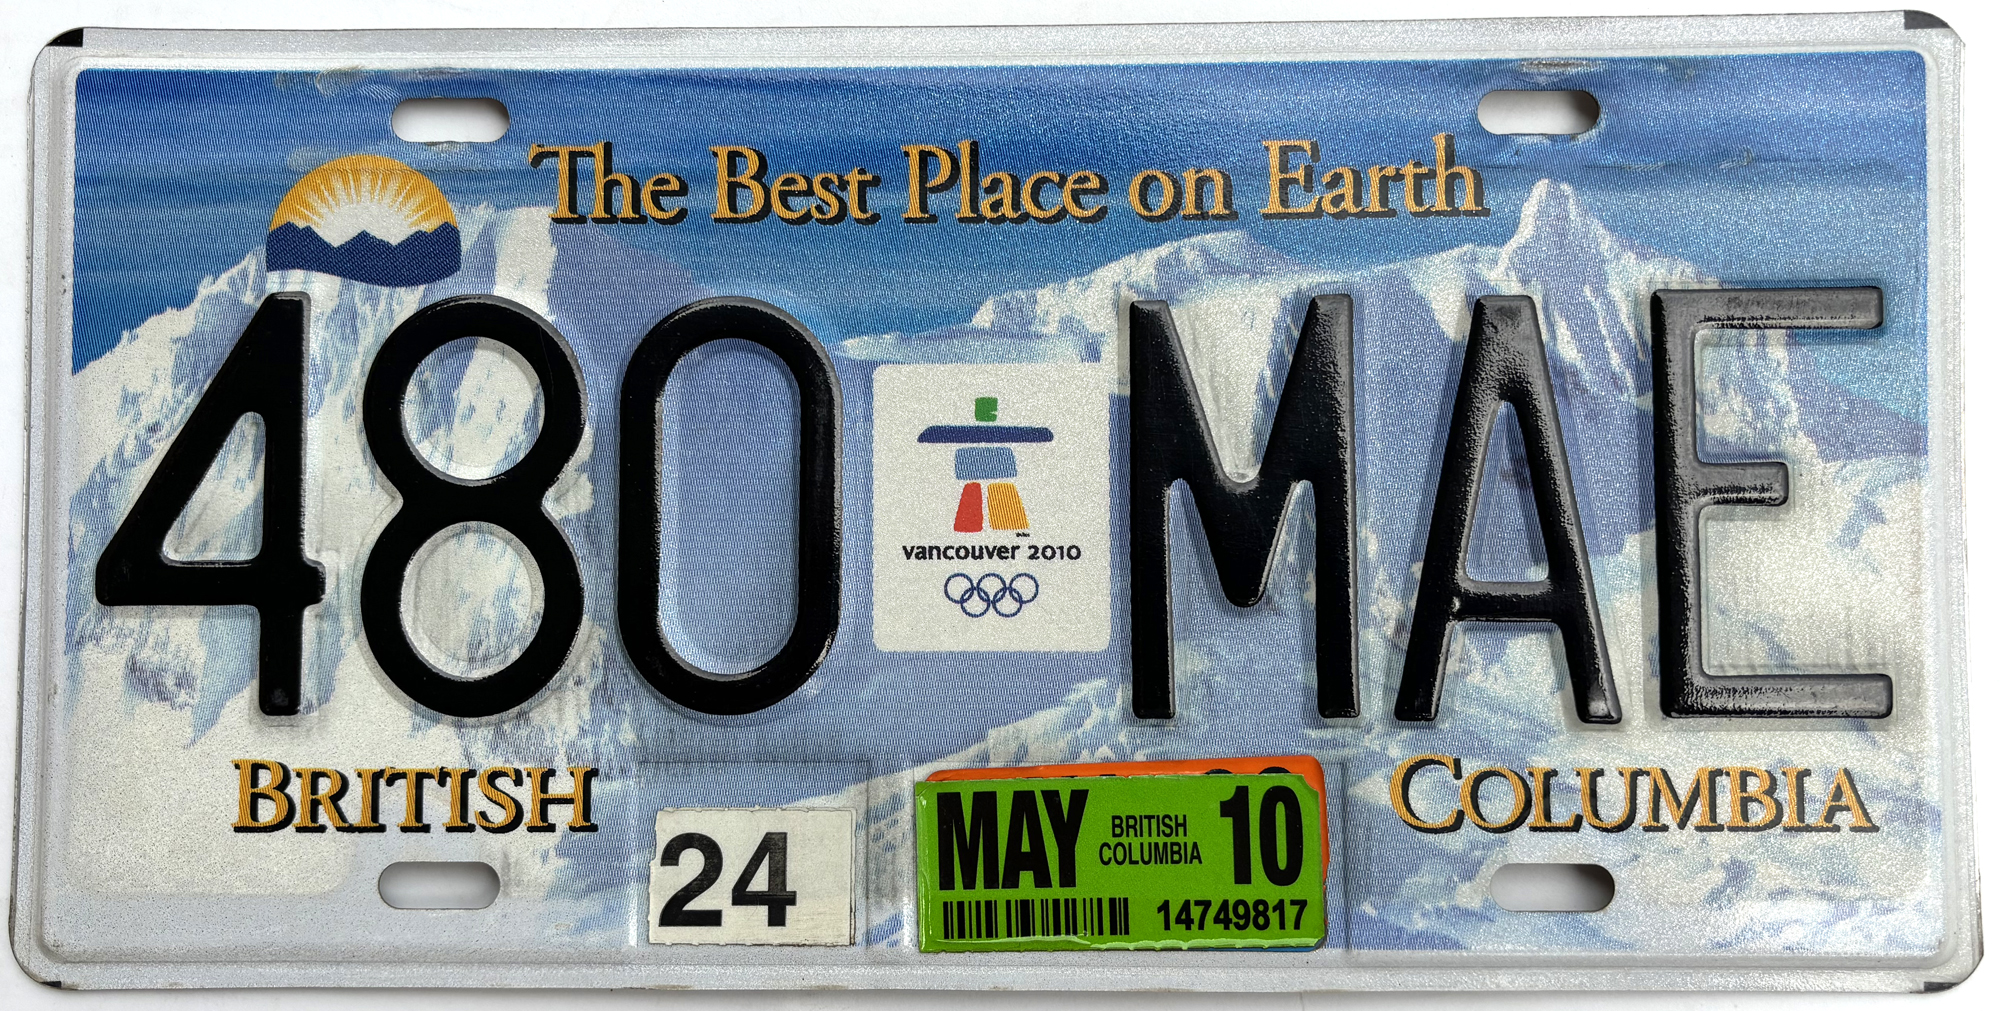 The Best Place on Earth
480 MAE
vancouver 2010
BRITISH COLUMBIA
24
MAY BRITISH COLUMBIA 10
14749817